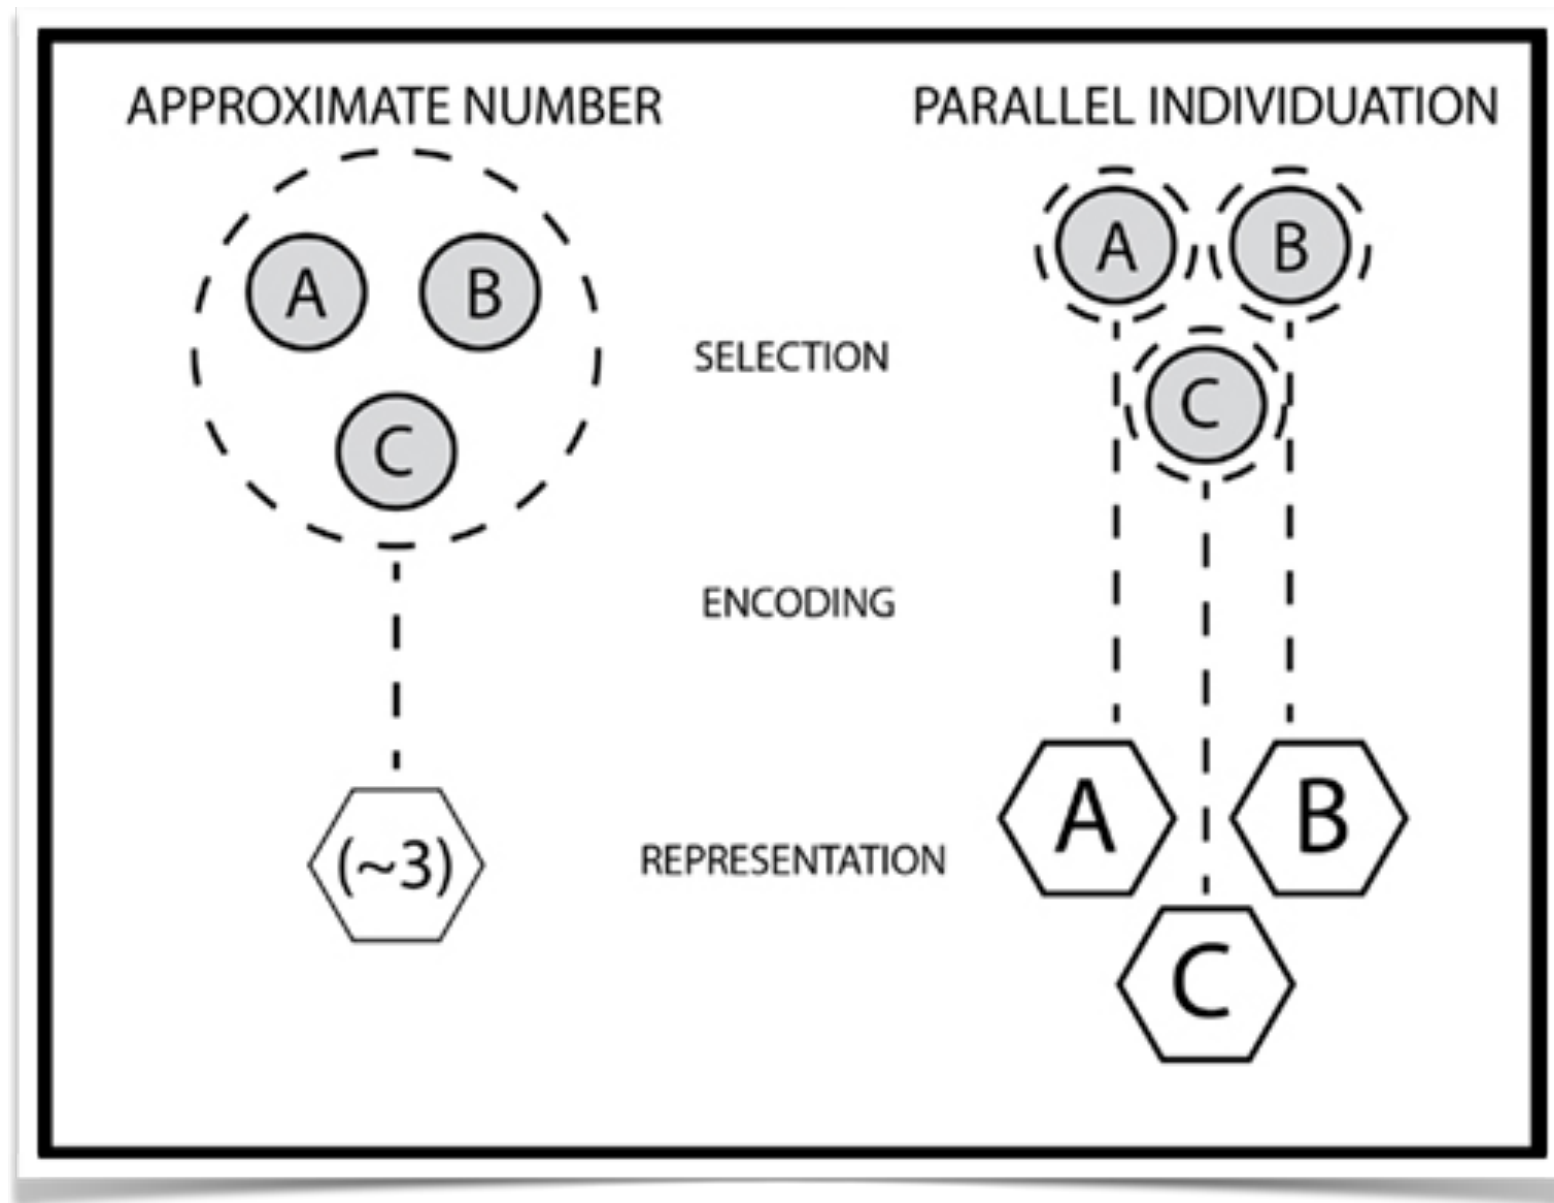 APPROXIMATE NUMBER
PARALLEL INDIVIDUATION
A
B
C
A
B
C
SELECTION
ENCODING
REPRESENTATION
(~3)
A
B
C